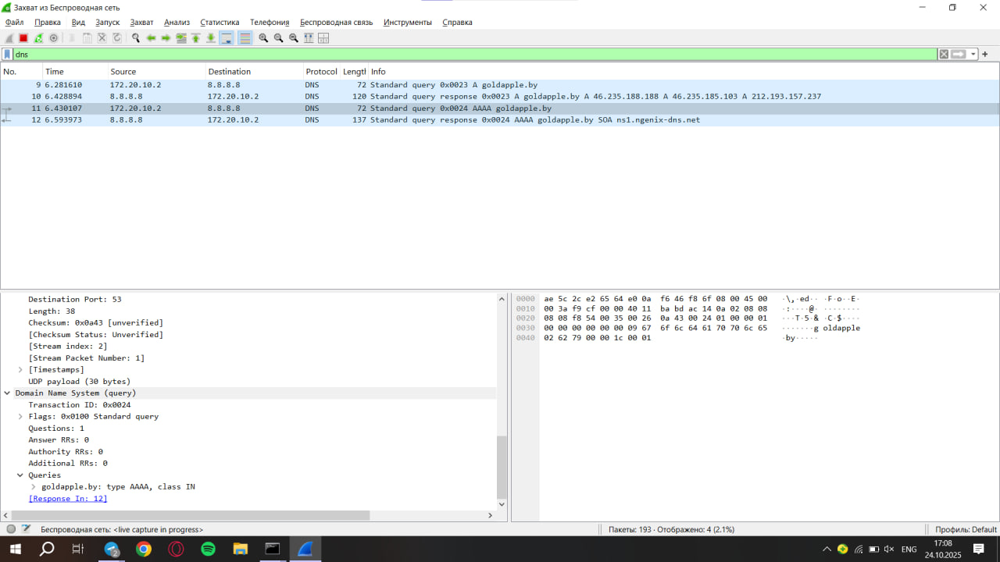 Захват из Беспроводная сеть
Файл Правка Вид Запуск Захват Анализ Статистика Телефония Беспроводная связь Инструменты Справка
dns
No. Time Source Destination Protocol Lengtł Info
9 6.281610 172.20.10.2 8.8.8.8 DNS 72 Standard query 0x0023 A goldapple.by
10 6.428894 8.8.8.8 172.20.10.2 DNS 120 Standard query response 0x0023 A goldapple.by A 46.235.188.188 A 46.235.185.103 A 212.193.157.237
11 6.430107 172.20.10.2 8.8.8.8 DNS 72 Standard query 0x0024 AAAA goldapple.by
12 6.593973 8.8.8.8 172.20.10.2 DNS 137 Standard query response 0x0024 AAAA goldapple.by SOA ns1.ngenix-dns.net
Destination Port: 53
Length: 38
Checksum: 0x0a43 [unverified]
[Checksum Status: Unverified]
[Stream index: 2]
[Stream Packet Number: 1]
[Timestamps]
UDP payload (30 bytes)
Domain Name System (query)
Transaction ID: 0x0024
Flags: 0x0100 Standard query
Questions: 1
Answer RRs: 0
Authority RRs: 0
Additional RRs: 0
Queries
goldapple.by: type AAAA, class IN
[Response In: 12]
0000 ae 5c 2c e2 65 64 e0 0a f6 46 f8 6f 08 00 45 00 ·\,·ed·· ·F·o··E·
0010 00 3a f9 cf 00 00 40 11 ba bd ac 14 0a 02 08 08 ·:····@· ········
0020 08 08 f8 54 00 35 00 26 0a 43 00 24 01 00 00 01 ···T·5·& ·C·$····
0030 00 00 00 00 00 00 09 67 6f 6c 64 61 70 70 6c 65 ·······g oldapple
0040 02 62 79 00 00 1c 00 01 ·by·····
Беспроводная сеть: <live capture in progress>
Пакеты: 193 · Отображено: 4 (2.1%)
Профиль: Default
2
ENG
17:08
24.10.2025